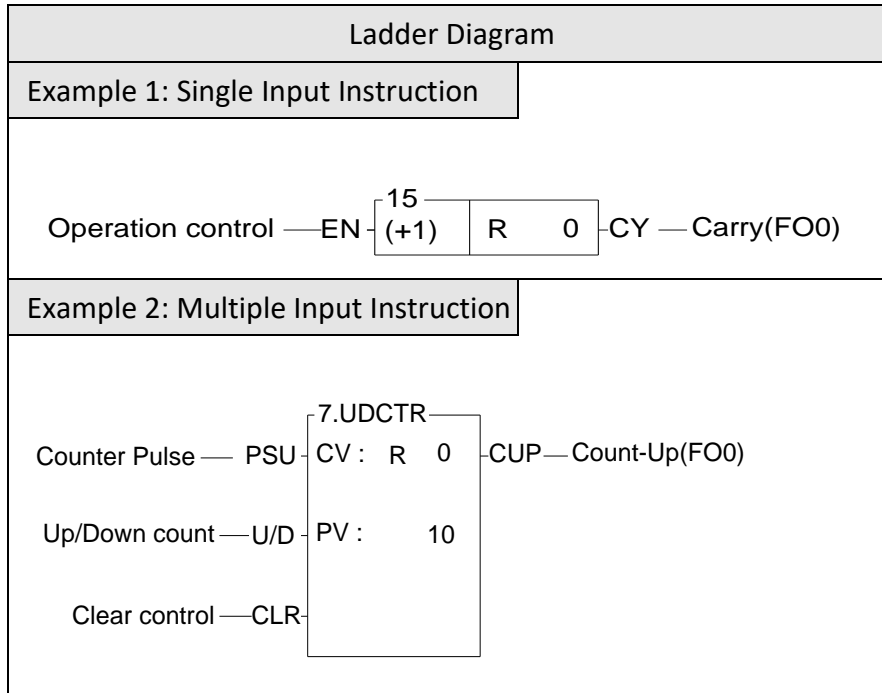 Ladder Diagram
Example 1: Single Input Instruction
15
Operation control EN (+1) R 0 CY Carry(FO0)
Example 2: Multiple Input Instruction
7.UDCTR
Counter Pulse PSU CV : R 0 CUP Count-Up(FO0)
Up/Down count U/D PV : 10
Clear control CLR